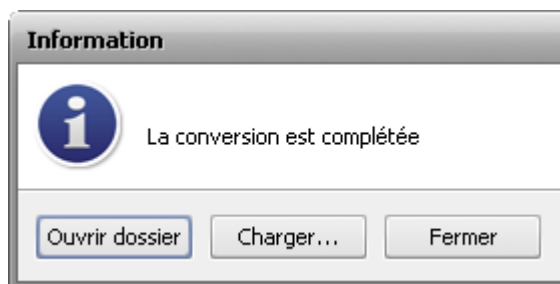 Information
La conversion est complétée
Ouvrir dossier Charger... Fermer